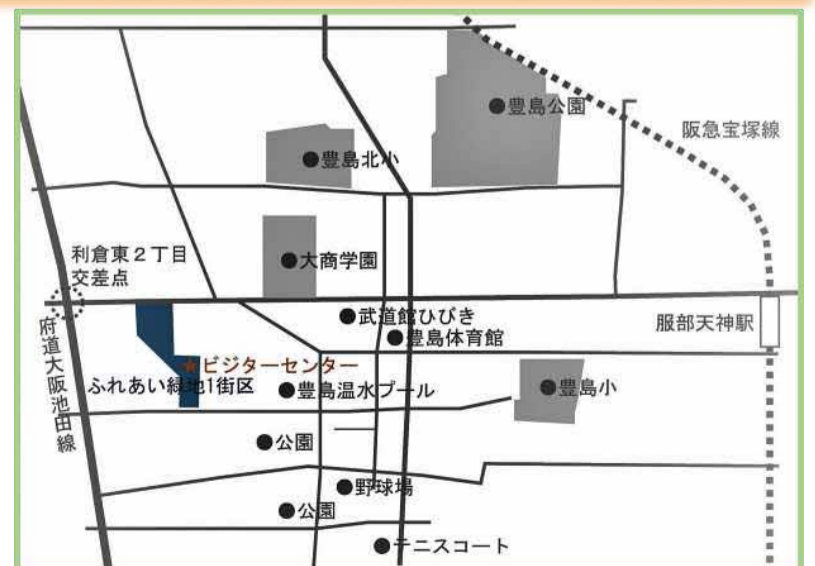 豊島公園
阪急宝塚線
豊島北小
利倉東2丁目
交差点
大商学園
武道館ひびき
豊島体育館
服部天神駅
府道大阪池田線
ビジターセンター
ふれあい緑地1街区
豊島温水プール
豊島小
公園
野球場
公園
テニスコート